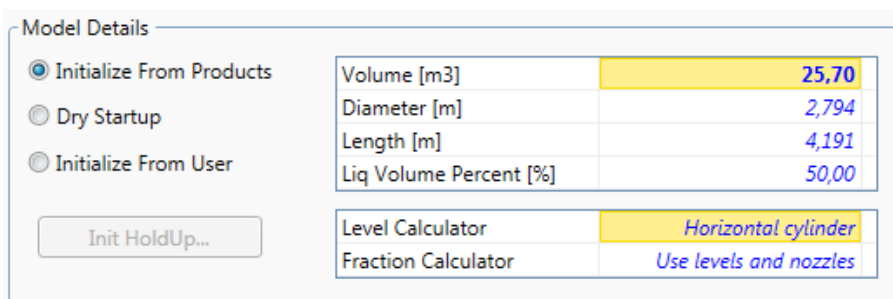 Model Details
Initialize From Products
Dry Startup
Initialize From User
Init HoldUp...
Volume [m3] 25,70
Diameter [m] 2,794
Length [m] 4,191
Liq Volume Percent [%] 50,00
Level Calculator Horizontal cylinder
Fraction Calculator Use levels and nozzles